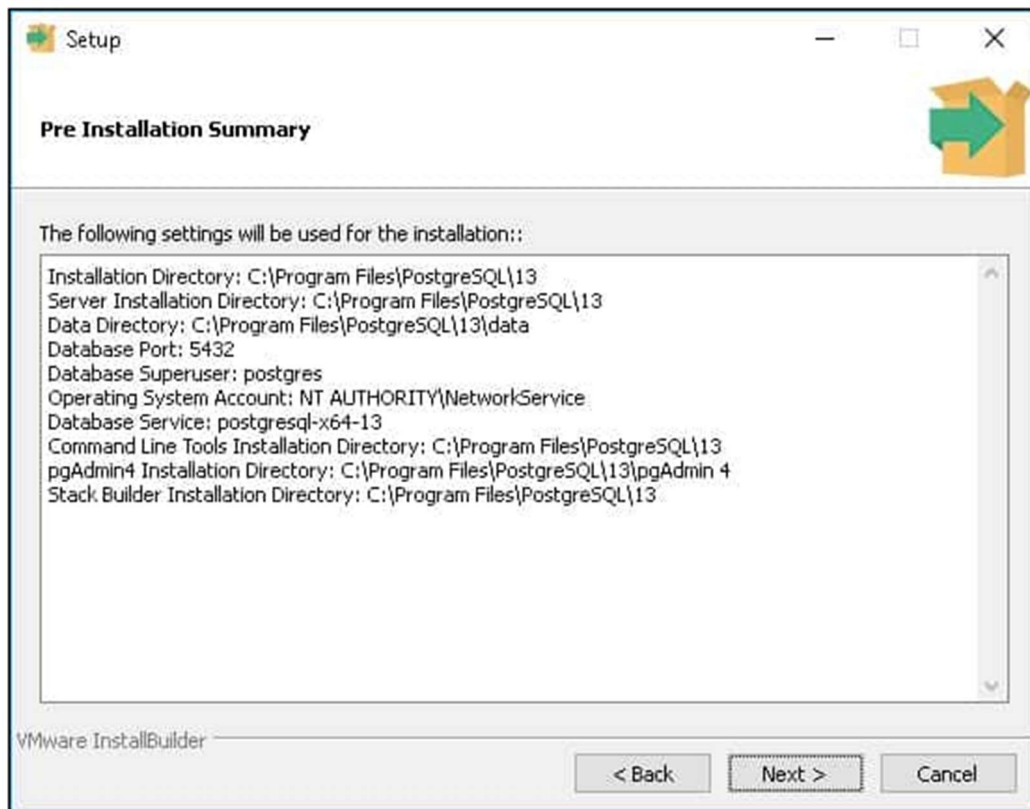 Setup
Pre Installation Summary
The following settings will be used for the installation::
Installation Directory: C:\Program Files\PostgreSQL\13
Server Installation Directory: C:\Program Files\PostgreSQL\13
Data Directory: C:\Program Files\PostgreSQL\13\data
Database Port: 5432
Database Superuser: postgres
Operating System Account: NT AUTHORITY\NetworkService
Database Service: postgresql-x64-13
Command Line Tools Installation Directory: C:\Program Files\PostgreSQL\13
pgAdmin4 Installation Directory: C:\Program Files\PostgreSQL\13\pgAdmin 4
Stack Builder Installation Directory: C:\Program Files\PostgreSQL\13
VMware InstallBuilder
< Back Next > Cancel